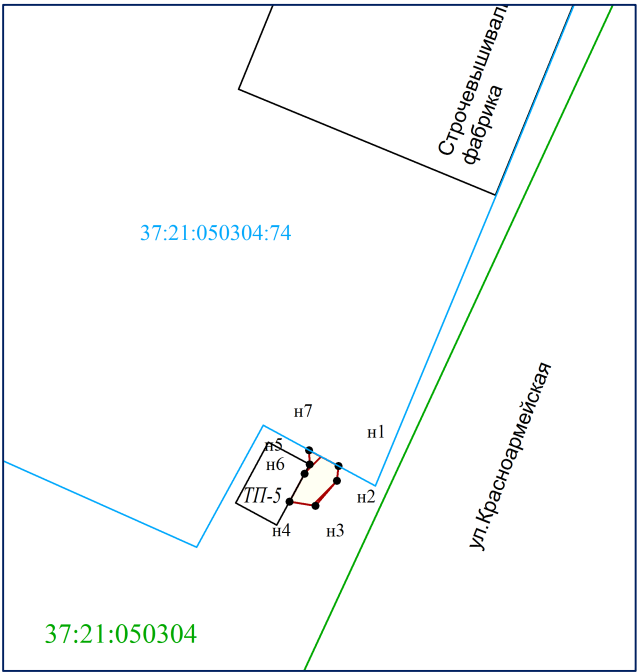 Строчевышивал
фабрика
37:21:050304:74
ул.Красноармейская
н7
н1
н5
н6
ТП-5
н2
н4
н3
37:21:050304